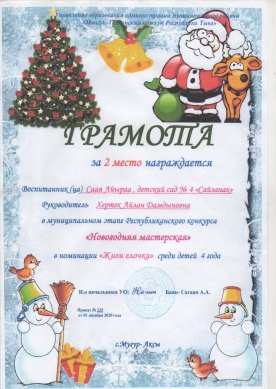 Управление образования администрации муниципального района
«Монгун-Тайгинский кожуун Республики Тыва»
ГРАМОТА
за 2 место награждается
Воспитанник (ца) Саая Айыраа , детский сад № 4 «Сайзанак»
Руководитель Хертек Айлан Дамдыновна
в муниципальном этапе Республиканского конкурса
«Новогодняя мастерская»
в номинации «Живи елочка» среди детей 4 года
И.о начальника УО: Баян- Сагаан А.А.
Приказ № 125
от 01 декабря 2020 года
с.Мугур- Аксы